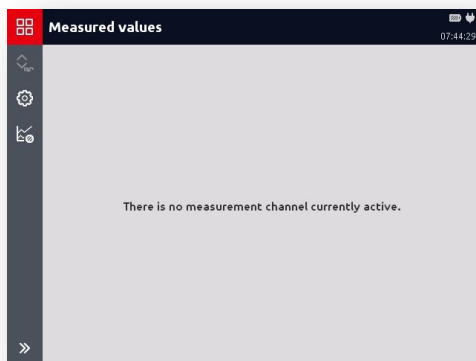 Measured values
07:44:29
There is no measurement channel currently active.